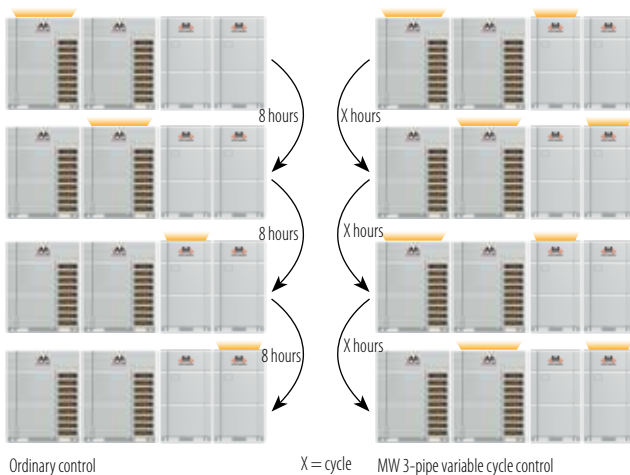 8 hours
X hours
8 hours
X hours
8 hours
X hours
Ordinary control
X = cycle
MW 3-pipe variable cycle control